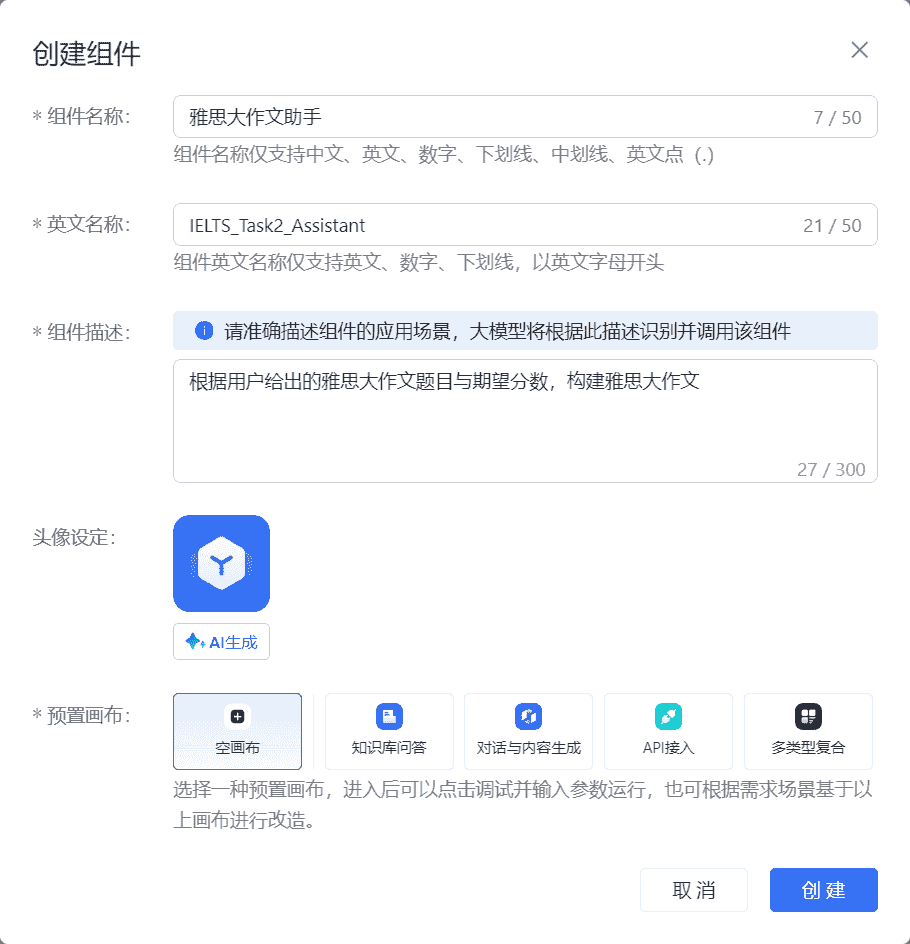 创建组件
* 组件名称：
雅思大作文助手 7 / 50
组件名称仅支持中文、英文、数字、下划线、中划线、英文点（.）
* 英文名称：
IELTS_Task2_Assistant 21 / 50
组件英文名称仅支持英文、数字、下划线，以英文字母开头
* 组件描述：
请准确描述组件的应用场景，大模型将根据此描述识别并调用该组件
根据用户给出的雅思大作文题目与期望分数，构建雅思大作文
27 / 300
头像设定：
AI生成
* 预置画布：
空画布 知识库问答 对话与内容生成 API接入 多类型复合
选择一种预置画布，进入后可以点击调试并输入参数运行，也可根据需求场景基于以
上画布进行改造。
取消 创建